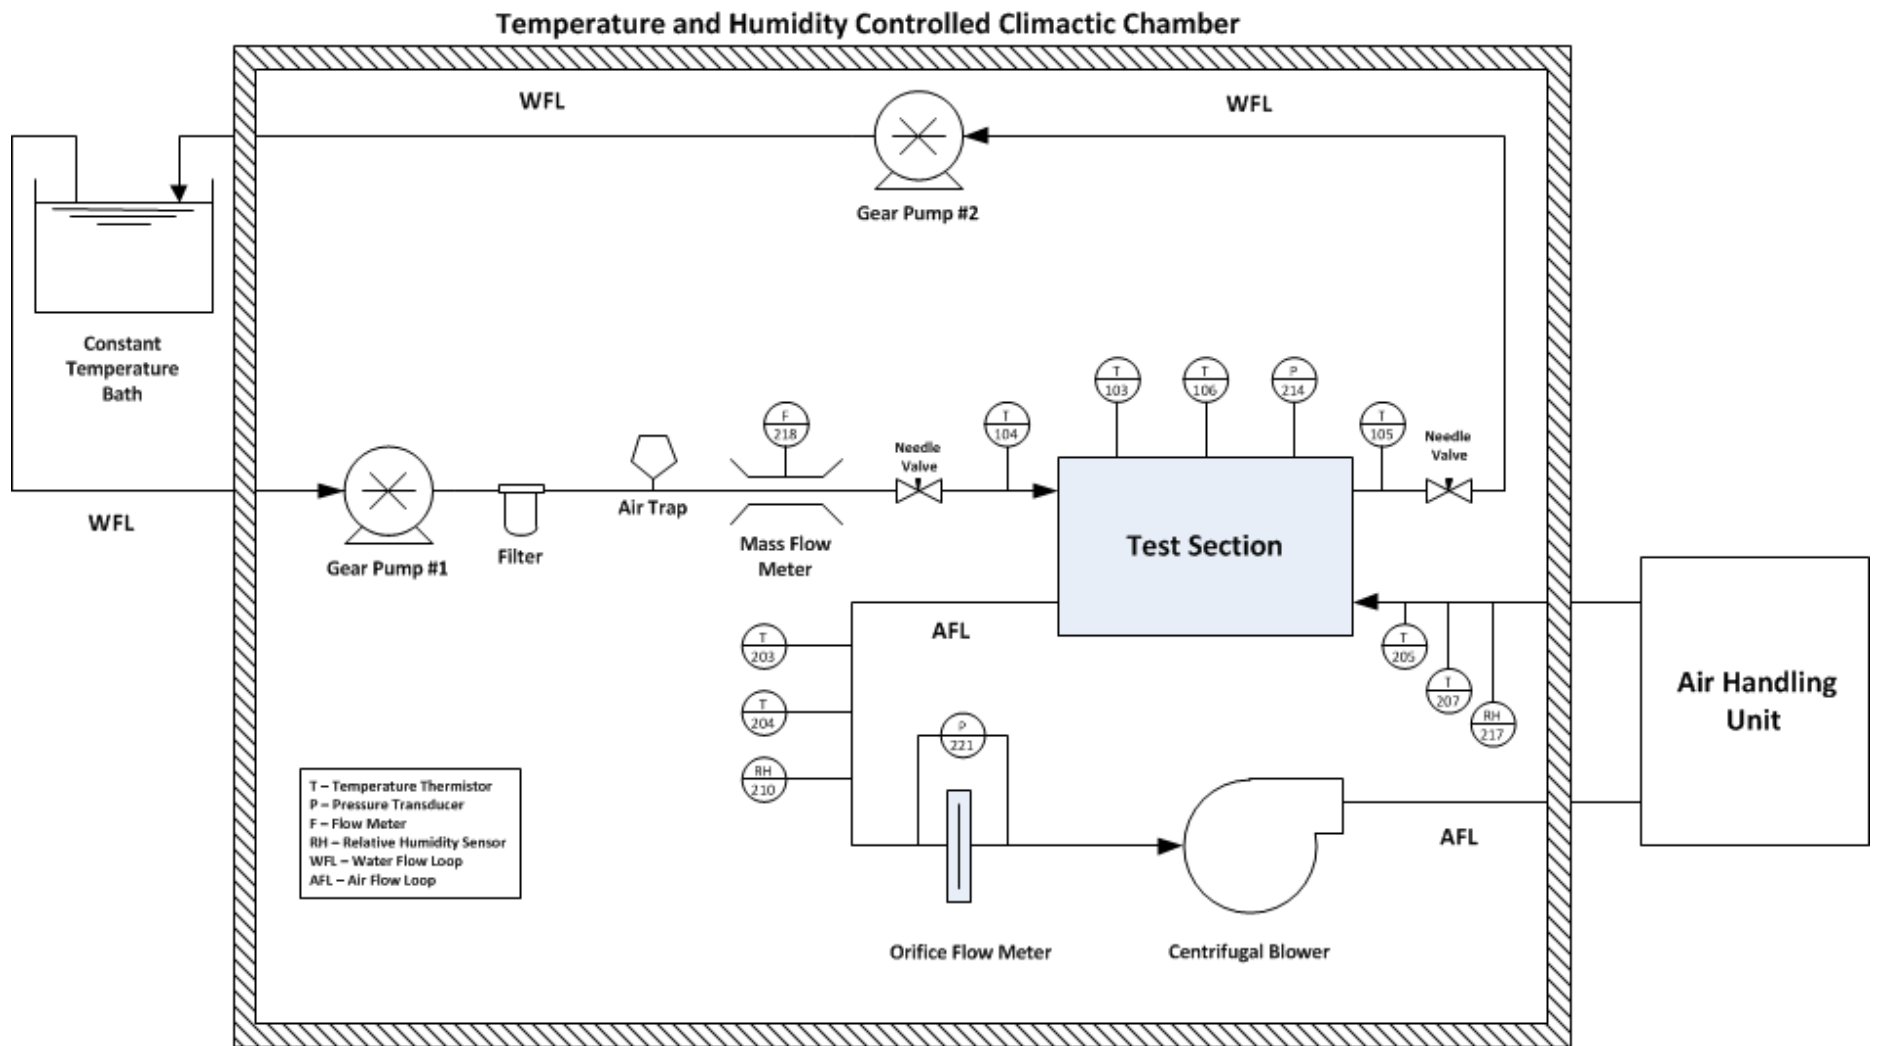 Temperature and Humidity Controlled Climactic Chamber
WFL
WFL
Gear Pump #2
Constant
Temperature
Bath
WFL
T
103
T
106
P
214
F
218
T
104
T
105
Needle
Valve
Needle
Valve
Gear Pump #1
Filter
Air Trap
Mass Flow
Meter
Test Section
AFL
T
203
T
204
RH
210
T
205
T
207
RH
217
Air Handling
Unit
P
221
T – Temperature Thermistor
P – Pressure Transducer
F – Flow Meter
RH – Relative Humidity Sensor
WFL – Water Flow Loop
AFL – Air Flow Loop
AFL
Orifice Flow Meter
Centrifugal Blower